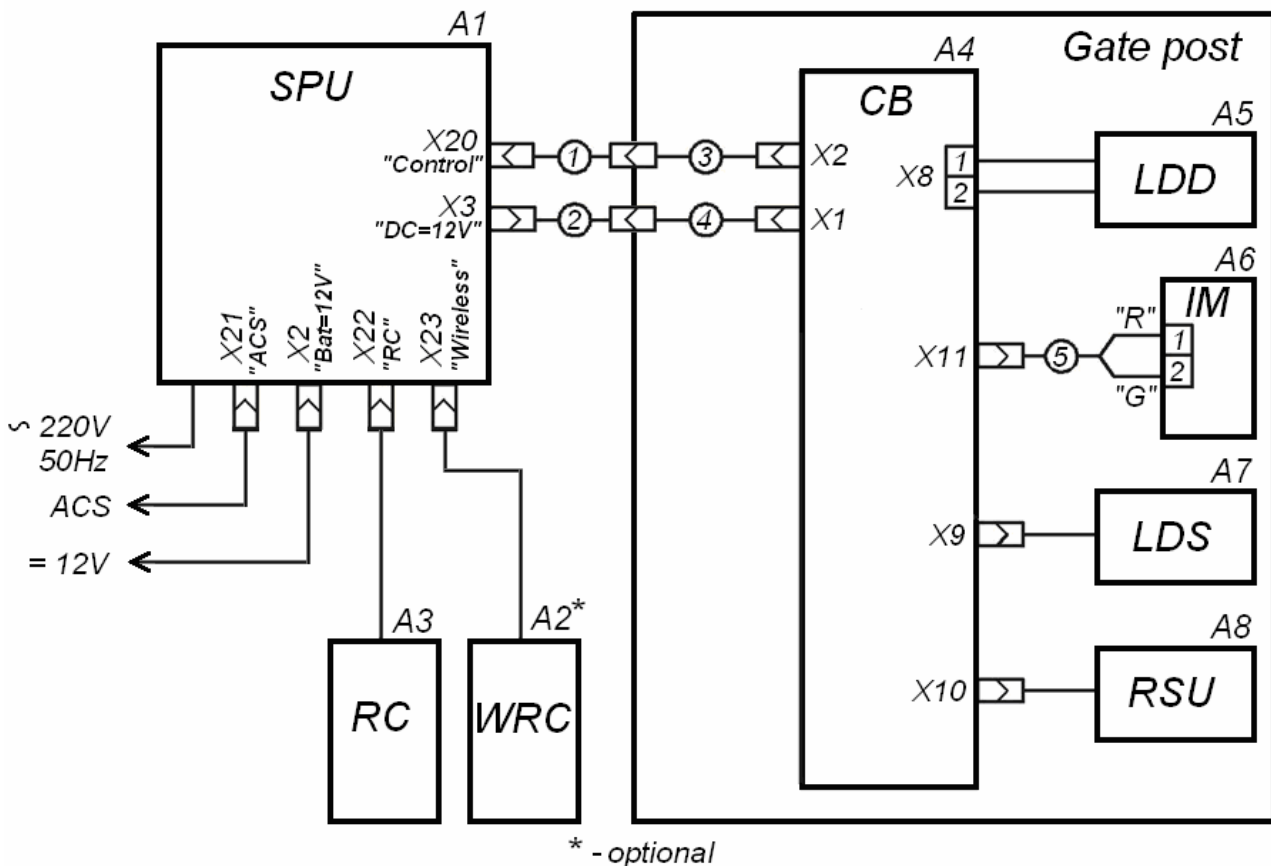 A1
SPU
X20
"Control"
X3
"DC=12V"
X21
"ACS"
X2
"Bat=12V"
X22
"RC"
X23
"Wireless"
~ 220V
50Hz
ACS
= 12V
A3
RC
A2*
WRC
1
2
3
4
Gate post
A4
CB
X2
X1
X8
1
2
A5
LDD
X11
5
"R"
"G"
A6
IM
1
2
X9
A7
LDS
X10
A8
RSU
* - optional